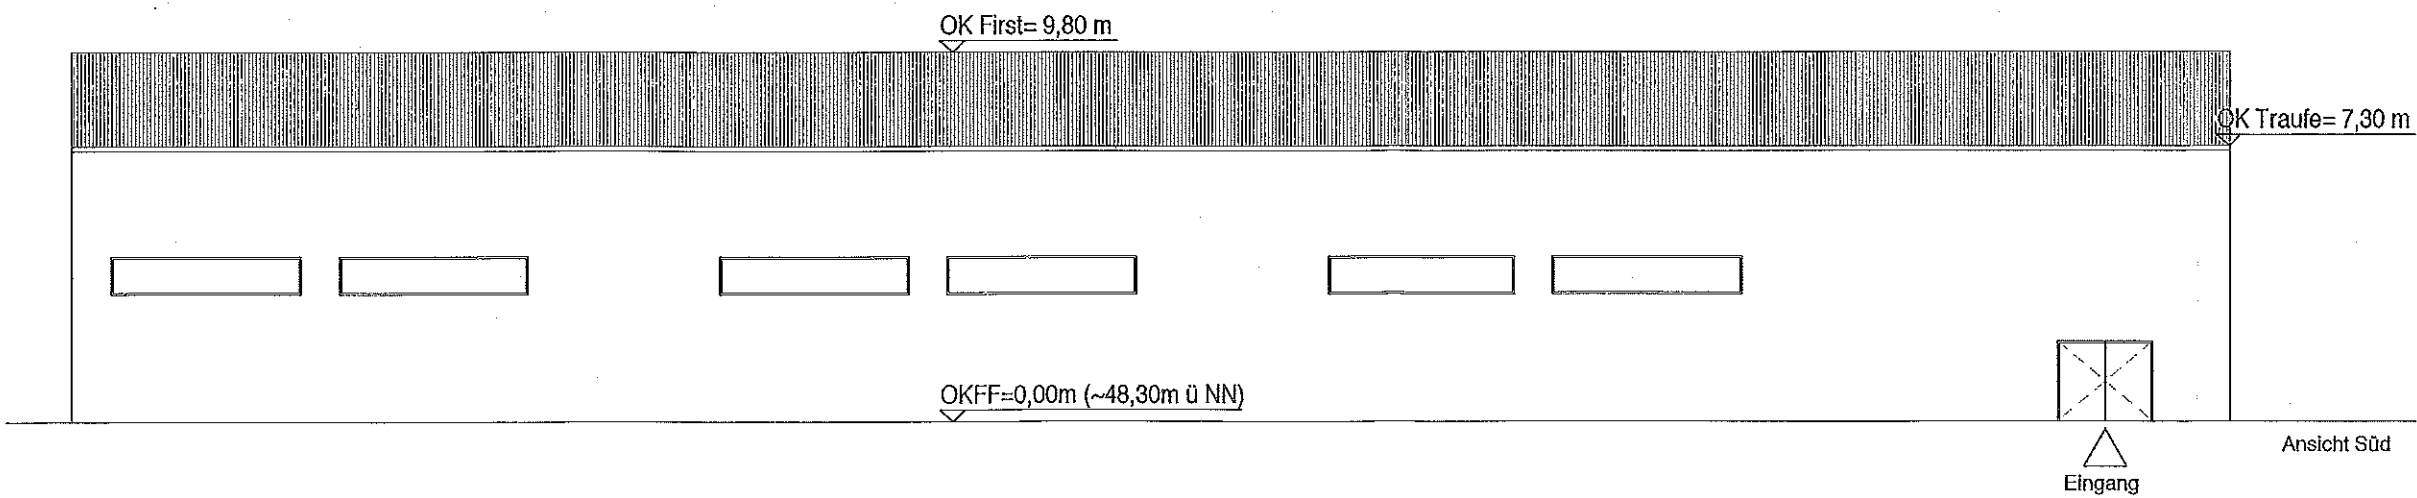 OK First= 9,80 m
OK Traufe= 7,30 m
OKFF=0,00m (~48,30m ü NN)
Ansicht Süd
Eingang